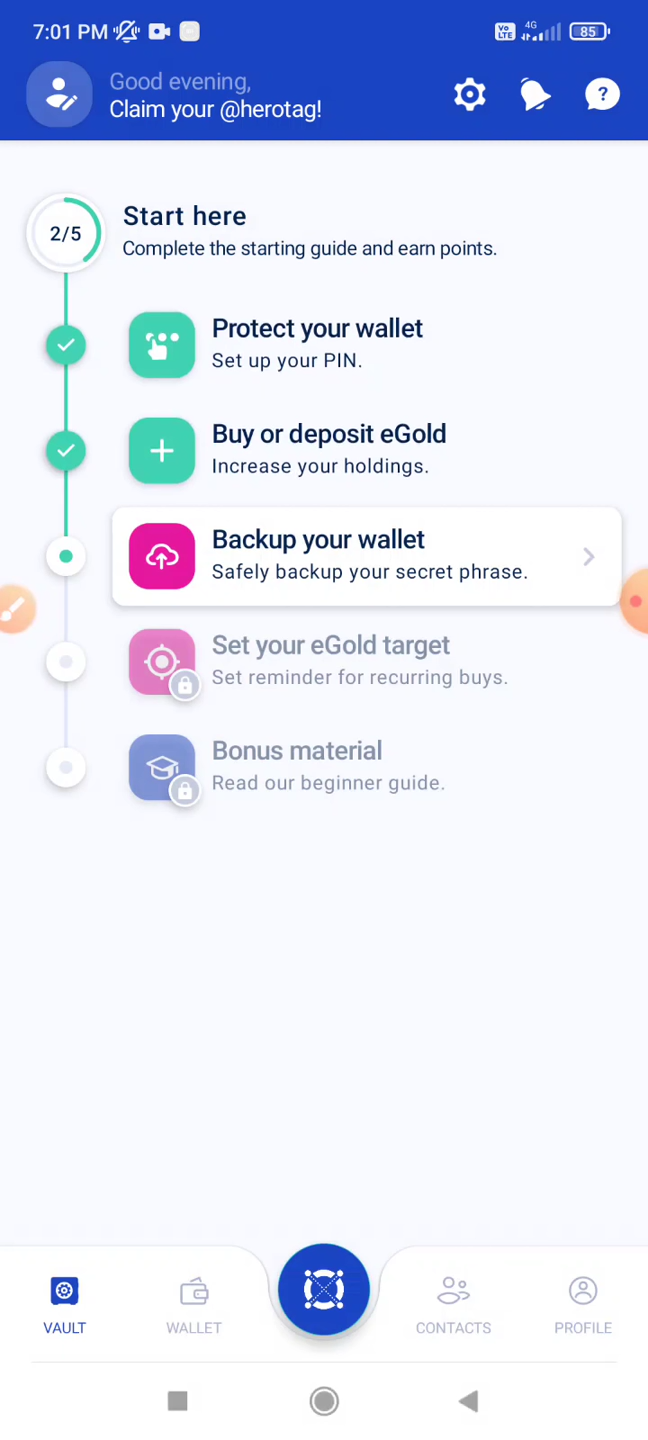 7:01 PM
Vo LTE 4G 85
Good evening,
Claim your @herotag!
?
2/5
Start here
Complete the starting guide and earn points.
Protect your wallet
Set up your PIN.
Buy or deposit eGold
Increase your holdings.
Backup your wallet
Safely backup your secret phrase.
Set your eGold target
Set reminder for recurring buys.
Bonus material
Read our beginner guide.
VAULT
WALLET
CONTACTS
PROFILE